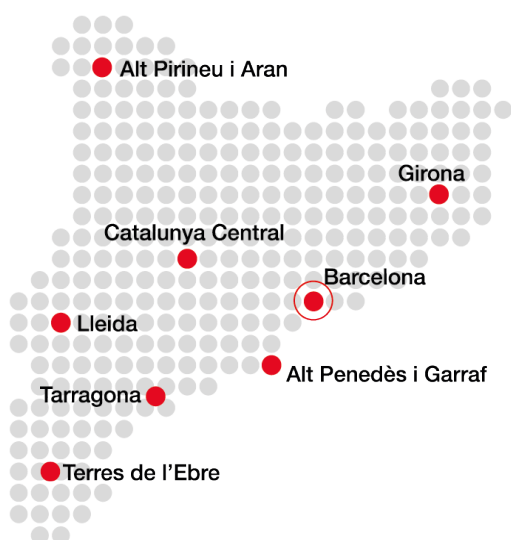 Alt Pirineu i Aran
Girona
Catalunya Central
Barcelona
Lleida
Alt Penedès i Garraf
Tarragona
Terres de l’Ebre